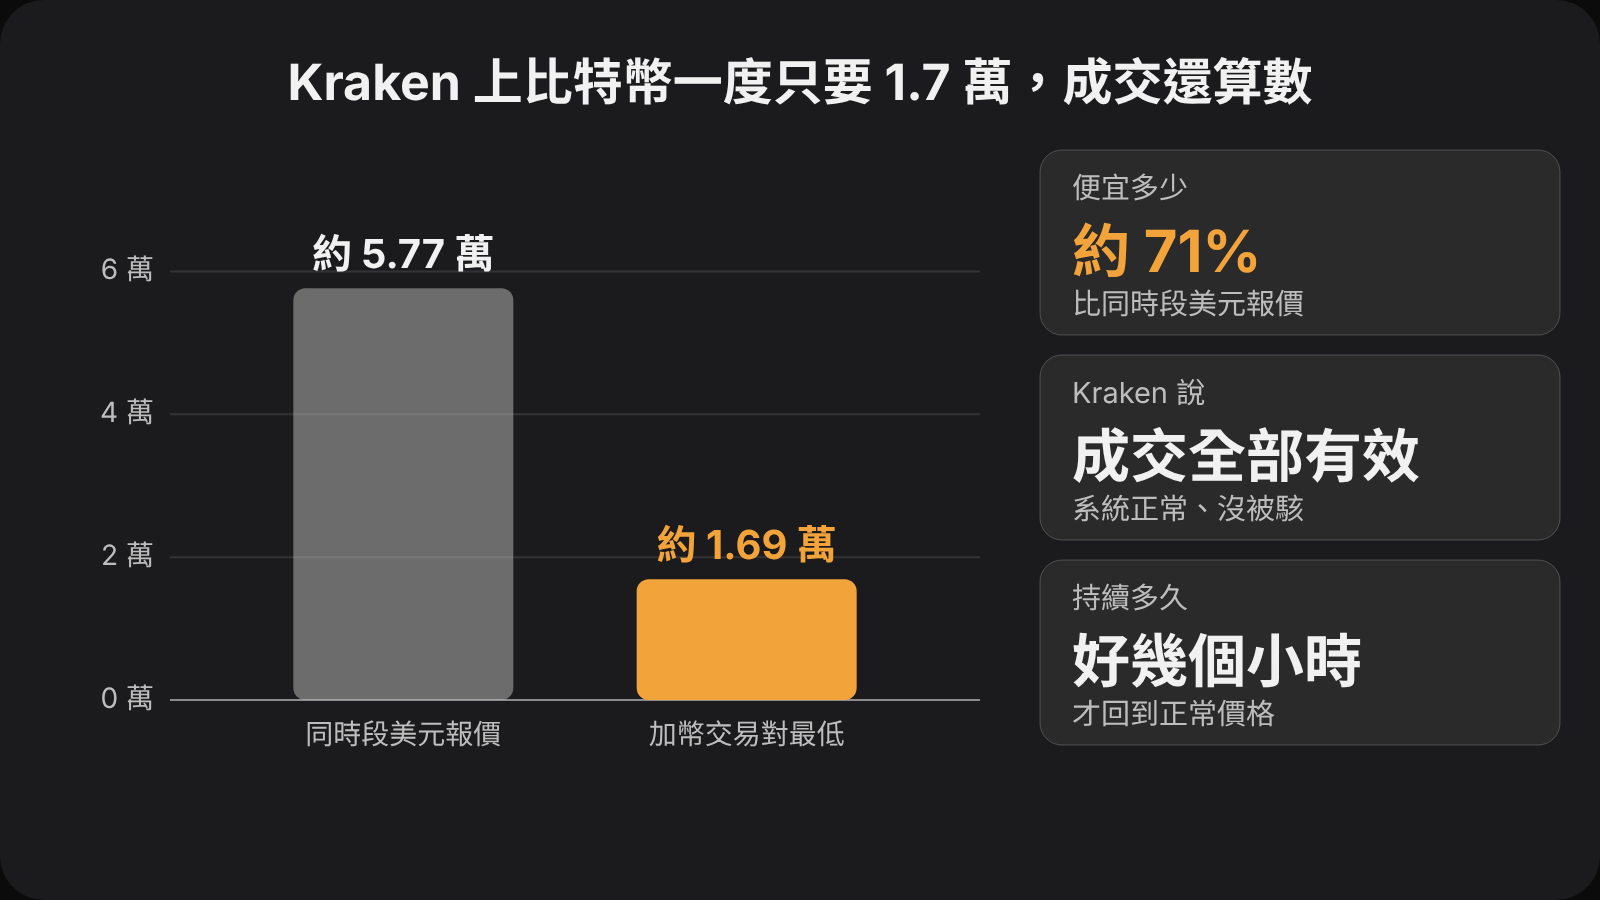 Kraken 上比特幣一度只要 1.7 萬，成交還算數
6 萬
4 萬
2 萬
0 萬
約 5.77 萬
約 1.69 萬
同時段美元報價
加幣交易對最低
便宜多少
約 71%
比同時段美元報價
Kraken 說
成交全部有效
系統正常、沒被駭
持續多久
好幾個小時
才回到正常價格